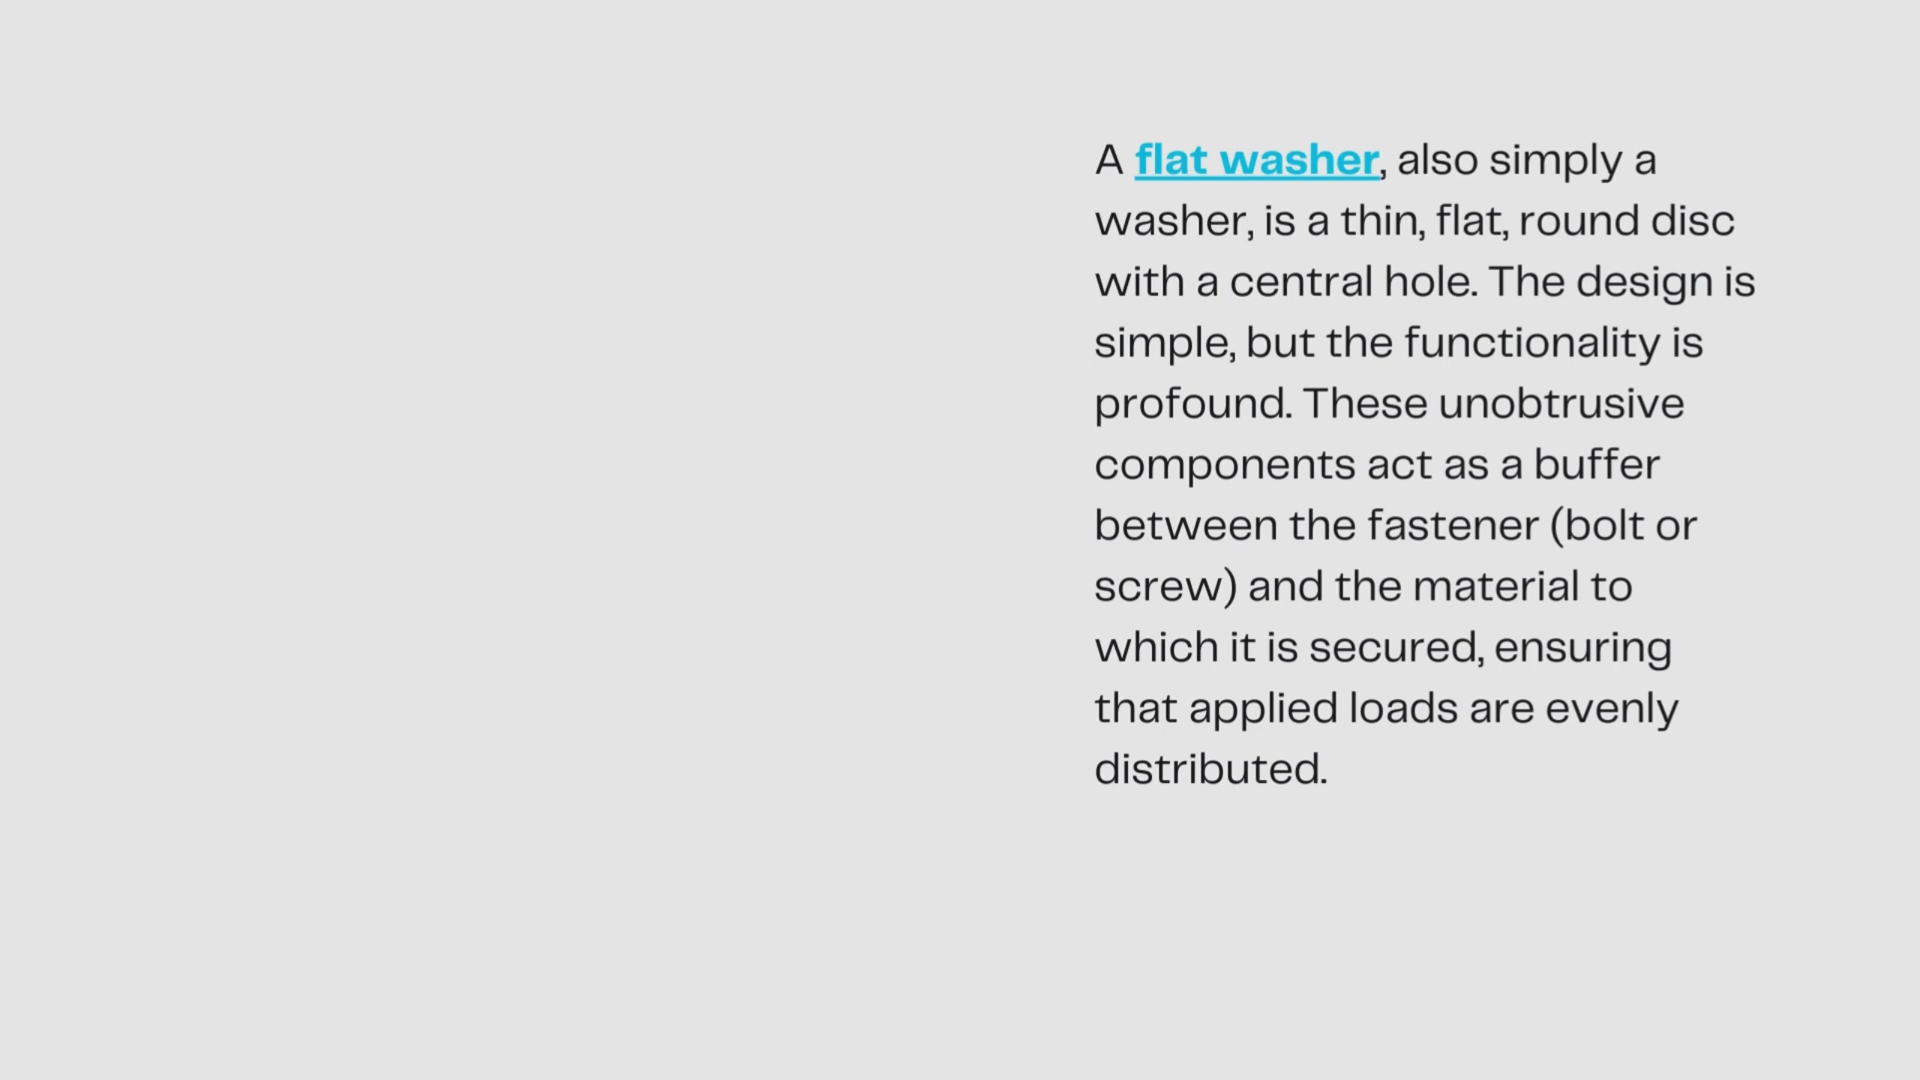 A flat washer, also simply a
washer, is a thin, flat, round disc
with a central hole. The design is
simple, but the functionality is
profound. These unobtrusive
components act as a buffer
between the fastener (bolt or
screw) and the material to
which it is secured, ensuring
that applied loads are evenly
distributed.